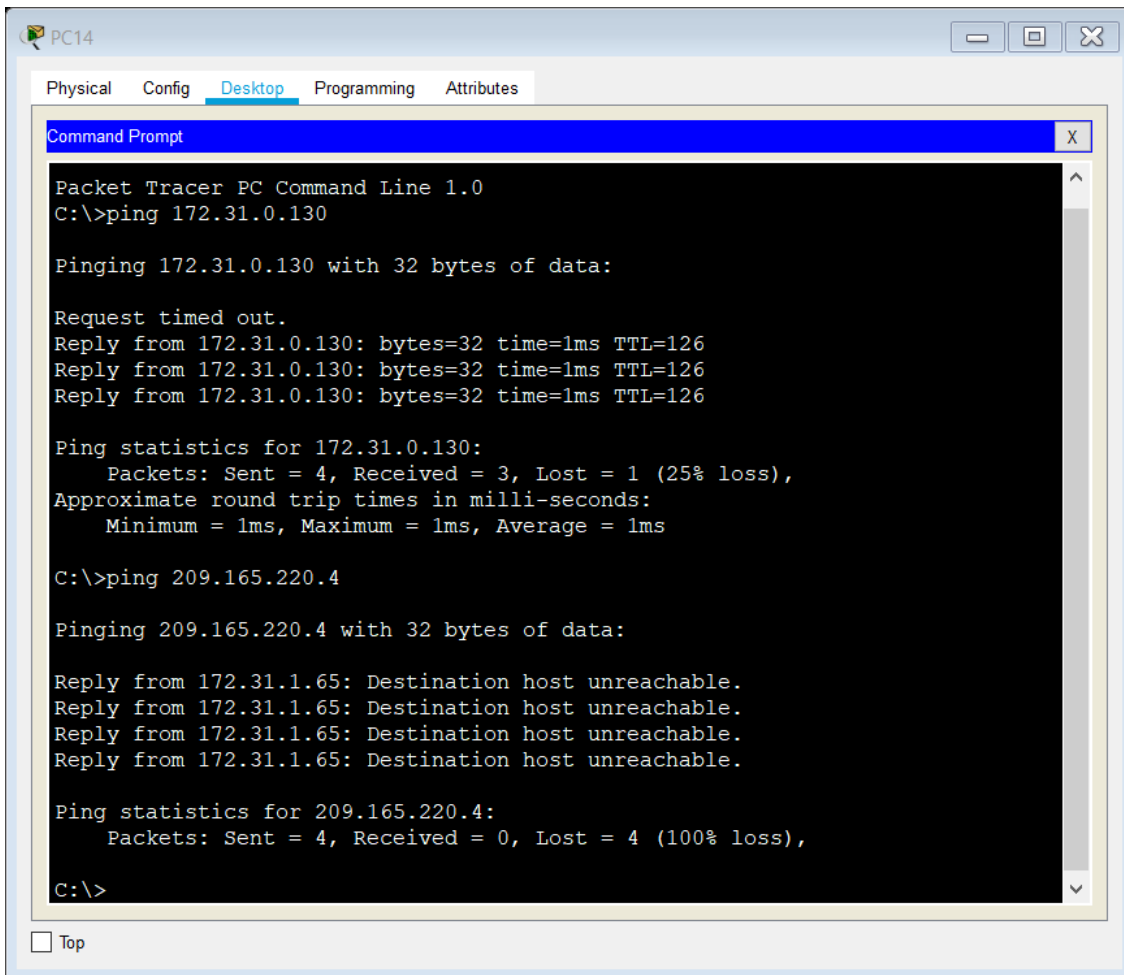 PC14
Physical Config Desktop Programming Attributes
Command Prompt X
Packet Tracer PC Command Line 1.0
C:\>ping 172.31.0.130
Pinging 172.31.0.130 with 32 bytes of data:
Request timed out.
Reply from 172.31.0.130: bytes=32 time=1ms TTL=126
Reply from 172.31.0.130: bytes=32 time=1ms TTL=126
Reply from 172.31.0.130: bytes=32 time=1ms TTL=126
Ping statistics for 172.31.0.130:
Packets: Sent = 4, Received = 3, Lost = 1 (25% loss),
Approximate round trip times in milli-seconds:
Minimum = 1ms, Maximum = 1ms, Average = 1ms
C:\>ping 209.165.220.4
Pinging 209.165.220.4 with 32 bytes of data:
Reply from 172.31.1.65: Destination host unreachable.
Reply from 172.31.1.65: Destination host unreachable.
Reply from 172.31.1.65: Destination host unreachable.
Reply from 172.31.1.65: Destination host unreachable.
Ping statistics for 209.165.220.4:
Packets: Sent = 4, Received = 0, Lost = 4 (100% loss),
C:\>
Top